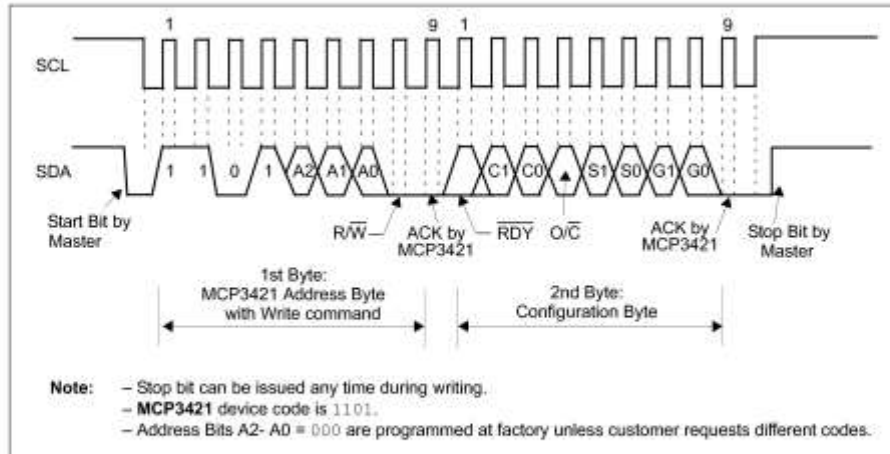 1 9 1 9
SCL
SDA 1 1 0 1 A2 A1 A0 C1 C0 S1 S0 G1 G0
Start Bit by
Master
R/W
ACK by
MCP3421
RDY
O/C
ACK by
MCP3421
Stop Bit by
Master
1st Byte:
MCP3421 Address Byte
with Write command
2nd Byte:
Configuration Byte
Note: – Stop bit can be issued any time during writing.
– MCP3421 device code is 1101.
– Address Bits A2- A0 = 000 are programmed at factory unless customer requests different codes.